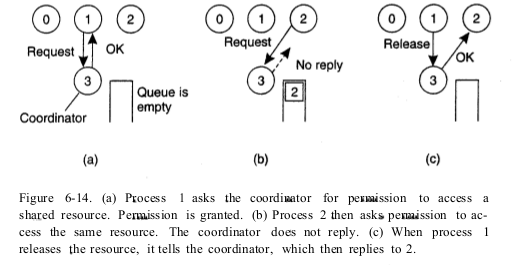 0 1 2
Request OK
3
Queue is
empty
Coordinator
(a)
0 1 2
Request
No reply
3
2
(b)
0 1 2
Release
OK
3
(c)
Figure 6-14. (a) Process 1 asks the coordinator for permission to access a
shared resource. Permission is granted. (b) Process 2 then asks permission to ac-
cess the same resource. The coordinator does not reply. (c) When process 1
releases the resource, it tells the coordinator, which then replies to 2.